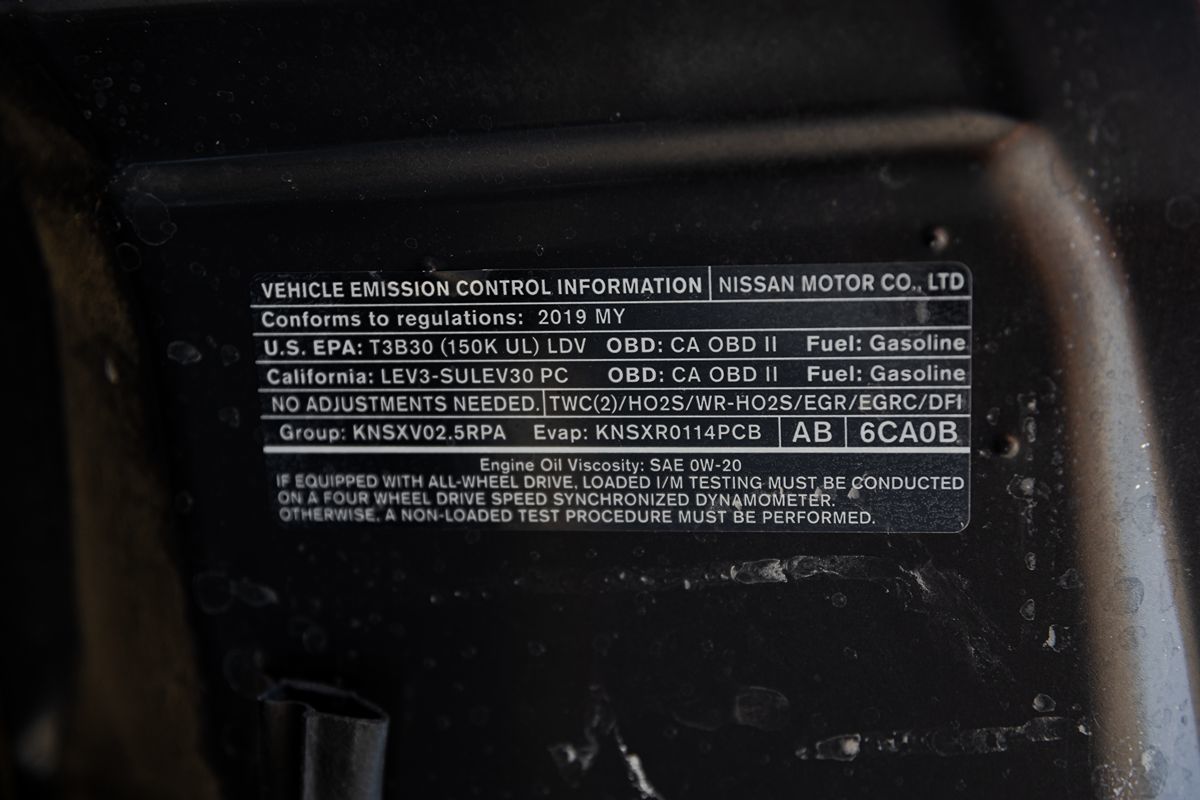 VEHICLE EMISSION CONTROL INFORMATION NISSAN MOTOR CO., LTD
Conforms to regulations: 2019 MY
U.S. EPA: T3B30 (150K UL) LDV OBD: CA OBD II Fuel: Gasoline
California: LEV3-SULEV30 PC OBD: CA OBD II Fuel: Gasoline
NO ADJUSTMENTS NEEDED. TWC(2)/HO2S/WR-HO2S/EGR/EGRC/DFI
Group: KNSXV02.5RPA Evap: KNSXR0114PCB AB 6CA0B
Engine Oil Viscosity: SAE 0W-20
IF EQUIPPED WITH ALL-WHEEL DRIVE, LOADED I/M TESTING MUST BE CONDUCTED
ON A FOUR WHEEL DRIVE SPEED SYNCHRONIZED DYNAMOMETER.
OTHERWISE, A NON-LOADED TEST PROCEDURE MUST BE PERFORMED.